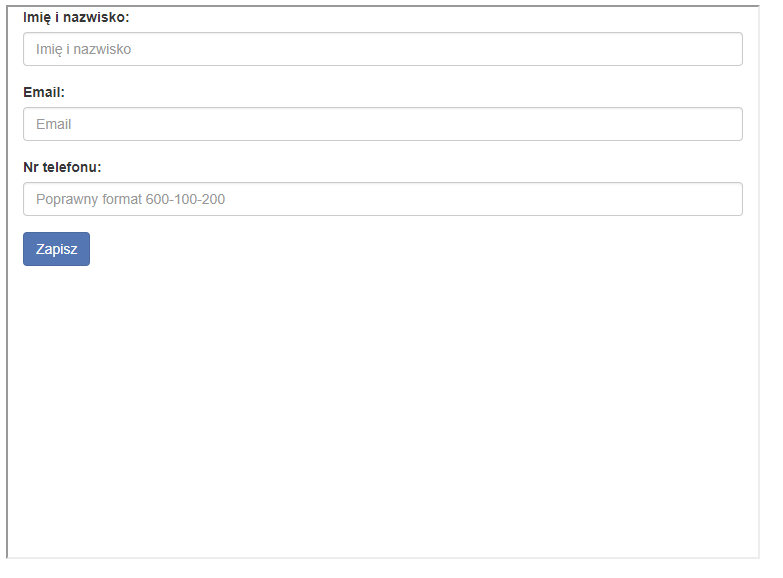 Imię i nazwisko:
Imię i nazwisko
Email:
Email
Nr telefonu:
Poprawny format 600-100-200
Zapisz